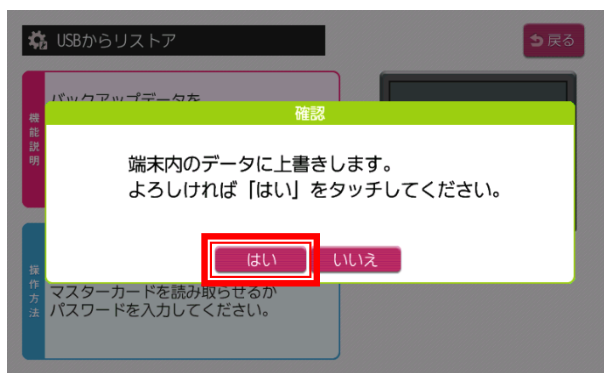 USBからリストア
戻る
機能説明
バックアップデータを
確認
端末内のデータに上書きします。
よろしければ「はい」をタッチしてください。
はい
いいえ
操作方法
マスターカードを読み取らせるか
パスワードを入力してください。